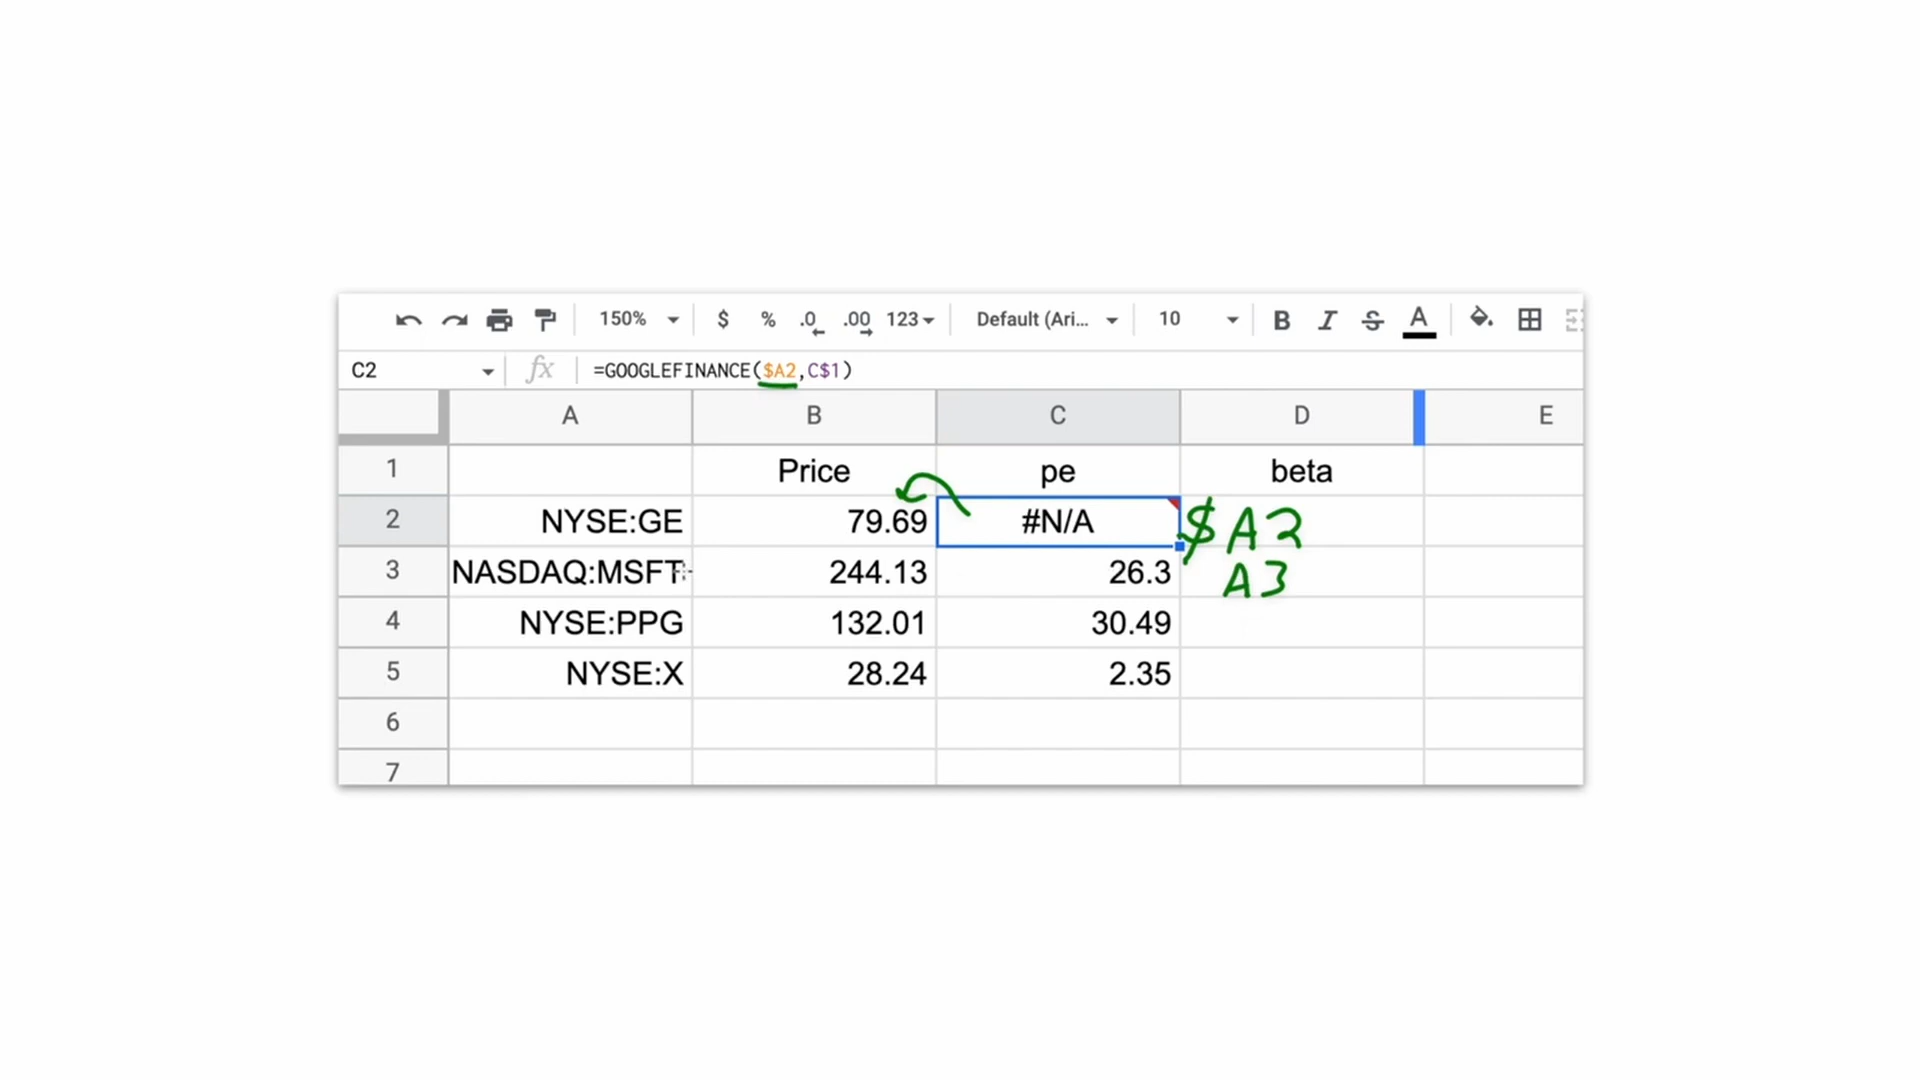 150% $ % .0 .00 123 Default (Ari... 10 B I S A
C2 fx =GOOGLEFINANCE($A2,C$1)
A B C D E
1 Price pe beta
2 NYSE:GE 79.69 #N/A $A2
3 NASDAQ:MSFT 244.13 26.3 A3
4 NYSE:PPG 132.01 30.49
5 NYSE:X 28.24 2.35
6
7